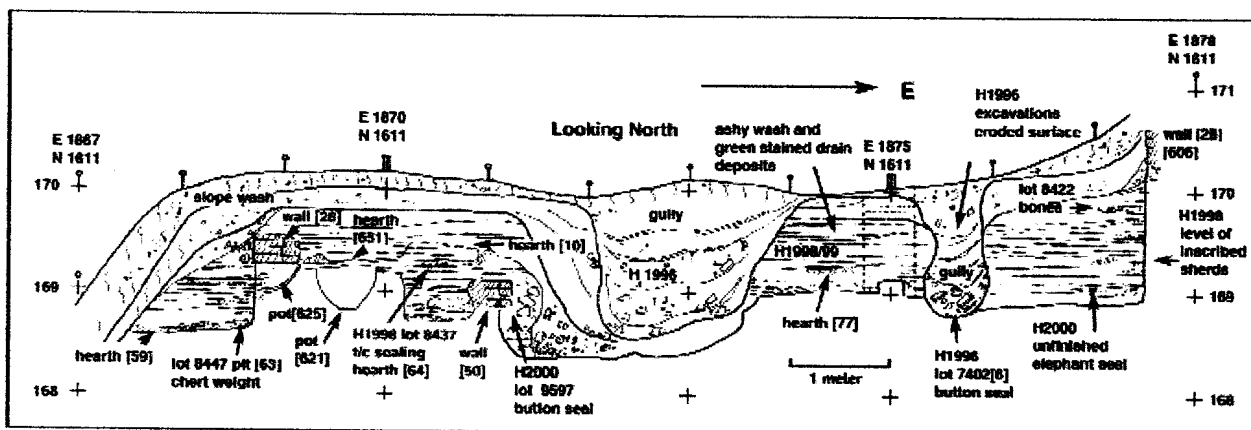 E 1878
N 1611
171
E
E 1870
N 1611
Looking North
ashy wash and
green stained drain
deposits
E 1875
N 1611
H1996
excavations
eroded surface
E 1867
N 1611
wall [28]
[606]
170
170
slope wash
wall [28]
hearth
[651]
hearth [10]
gully
lot 8422
bones
H1998
level of
inscribed
sherds
H 1996
H1998/99
gully
169
169
hearth [59]
pot[625]
pot
[621]
lot 8447 pit [63]
chert weight
H1998 lot 8437
t/c sealing
hearth [64]
wall
[50]
H2000
lot 9597
button seal
hearth [77]
1 meter
H1996
lot 7402[6]
button seal
H2000
unfinished
elephant seal
168
168